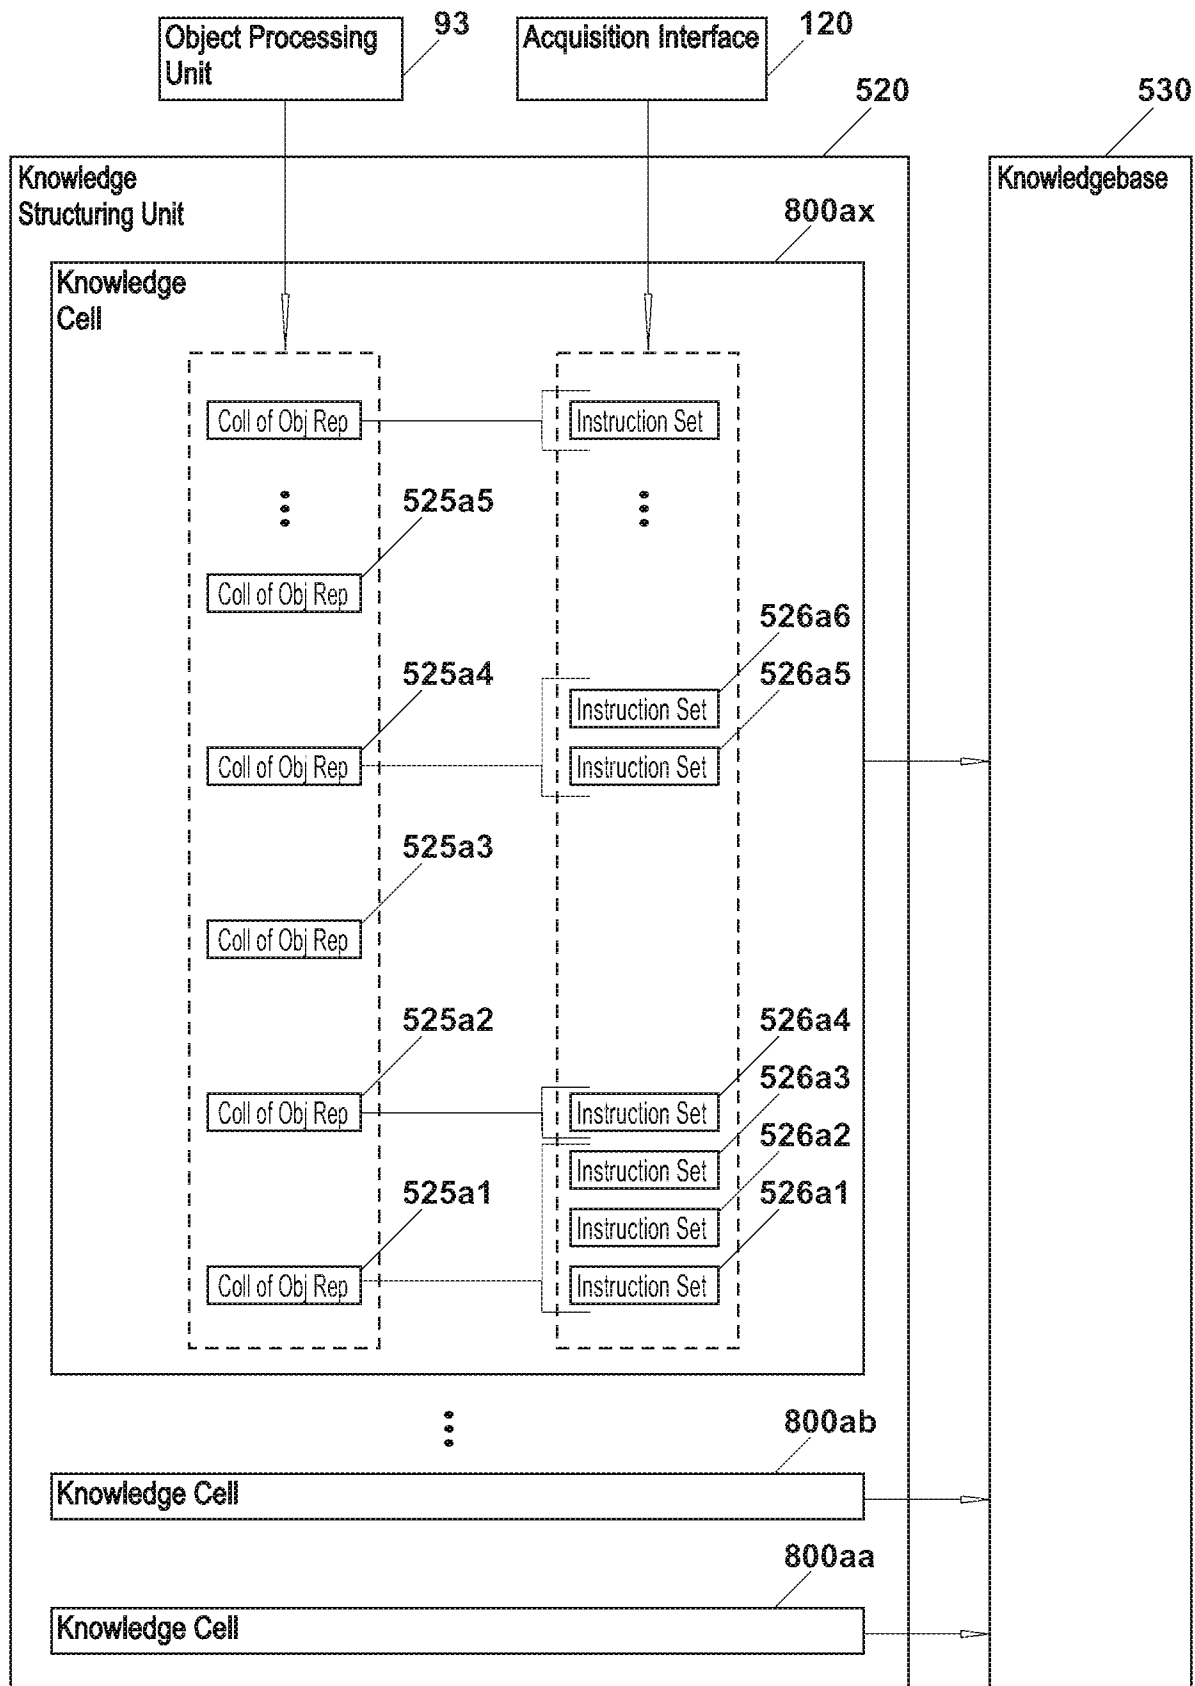 Object Processing
Unit
93
Acquisition Interface
120
520
530
Knowledge
Structuring Unit
Knowledgebase
800ax
Knowledge
Cell
Coll of Obj Rep
Instruction Set
525a5
Coll of Obj Rep
526a6
525a4
526a5
Instruction Set
Coll of Obj Rep
Instruction Set
525a3
Coll of Obj Rep
525a2
526a4
526a3
Coll of Obj Rep
Instruction Set
526a2
Instruction Set
525a1
526a1
Instruction Set
Coll of Obj Rep
Instruction Set
800ab
Knowledge Cell
800aa
Knowledge Cell